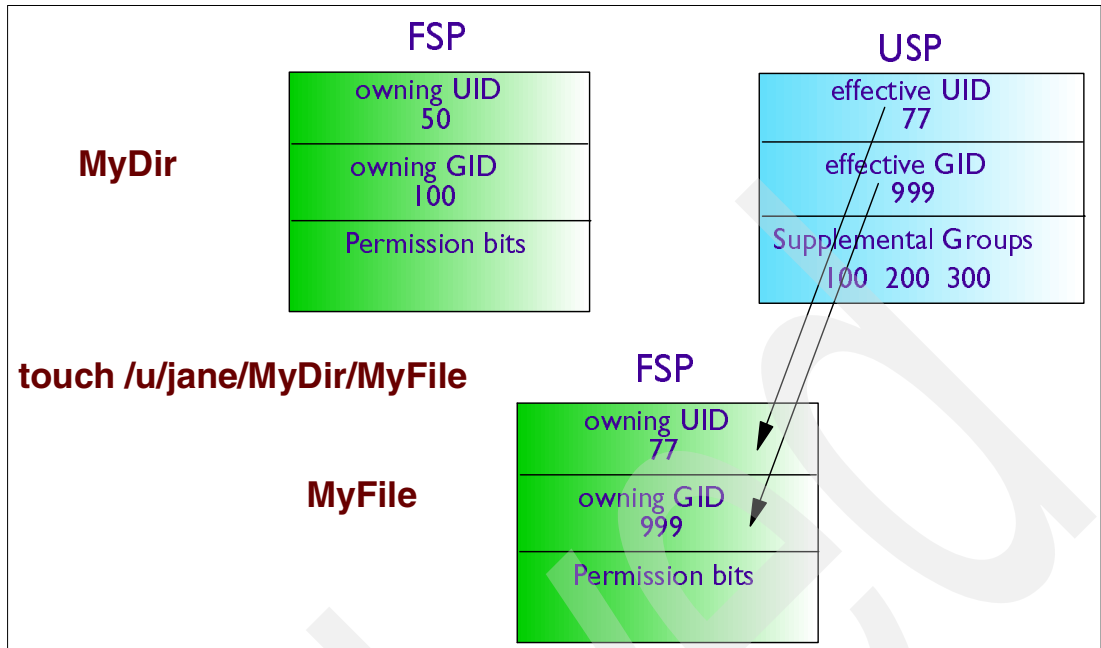 FSP
owning UID
50
MyDir
owning GID
100
Permission bits
USP
effective UID
77
effective GID
999
Supplemental Groups
100 200 300
touch /u/jane/MyDir/MyFile
FSP
owning UID
77
MyFile
owning GID
999
Permission bits